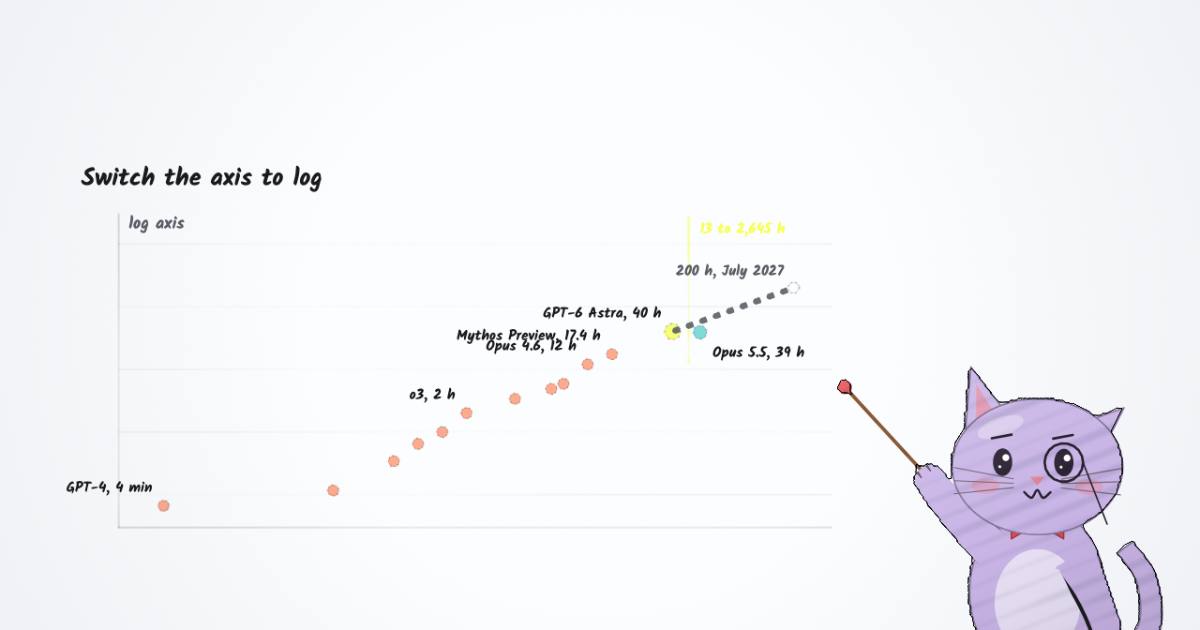 Switch the axis to log
log axis
13 to 2,645 h
200 h, July 2027
GPT-6 Astra, 40 h
Mythos Preview, 17.4 h
Opus 4.6, 12 h
Opus 5.5, 39 h
o3, 2 h
GPT-4, 4 min